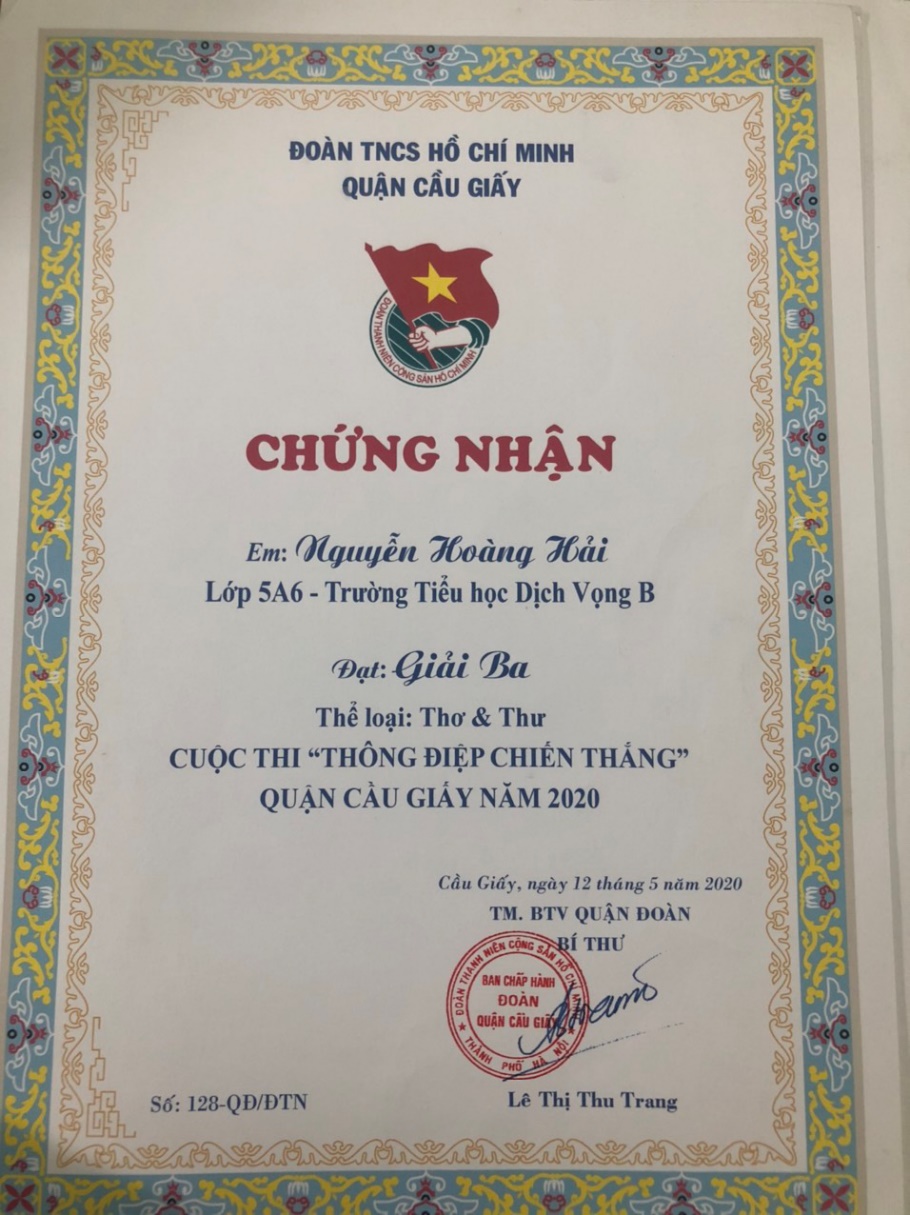 ĐOÀN TNCS HỒ CHÍ MINH
QUẬN CẦU GIẤY
ĐOÀN THANH NIÊN CỘNG SẢN HỒ CHÍ MINH
CHỨNG NHẬN
Em: Nguyễn Hoàng Hải
Lớp 5A6 - Trường Tiểu học Dịch Vọng B
Đạt: Giải Ba
Thể loại: Thơ & Thư
CUỘC THI “THÔNG ĐIỆP CHIẾN THẮNG”
QUẬN CẦU GIẤY NĂM 2020
Cầu Giấy, ngày 12 tháng 5 năm 2020
TM. BTV QUẬN ĐOÀN
BÍ THƯ
ĐOÀN THANH NIÊN CỘNG SẢN HỒ CHÍ MINH
BAN CHẤP HÀNH
ĐOÀN
QUẬN CẦU GIẤY
★ THÀNH PHỐ HÀ NỘI ★
Số: 128-QĐ/ĐTN
Lê Thị Thu Trang